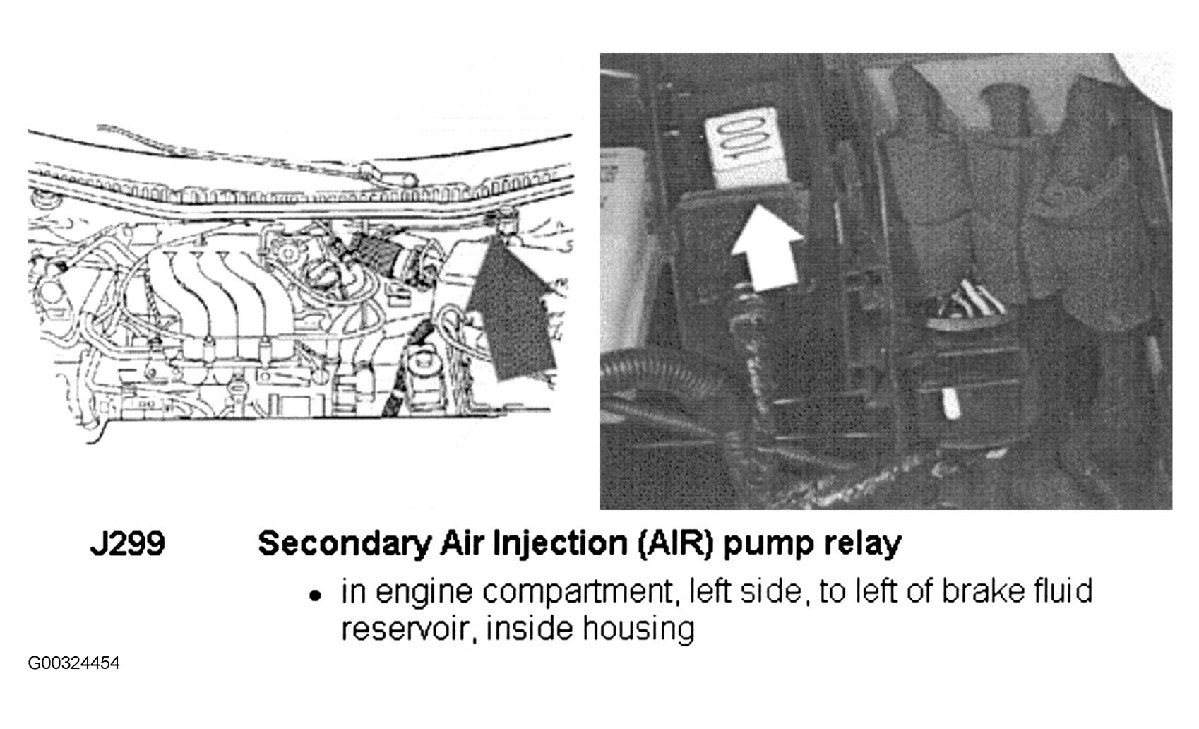 100
J299 Secondary Air Injection (AIR) pump relay
• in engine compartment, left side, to left of brake fluid
reservoir, inside housing
G00324454